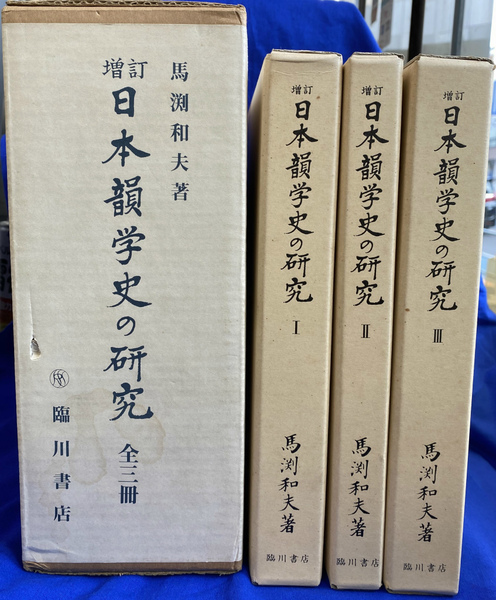 馬渕和夫著
増訂
日本韻学史の研究
全三冊
臨川書店
増訂
日本韻学史の研究
I
馬渕和夫著
臨川書店
増訂
日本韻学史の研究
II
馬渕和夫著
臨川書店
増訂
日本韻学史の研究
III
馬渕和夫著
臨川書店